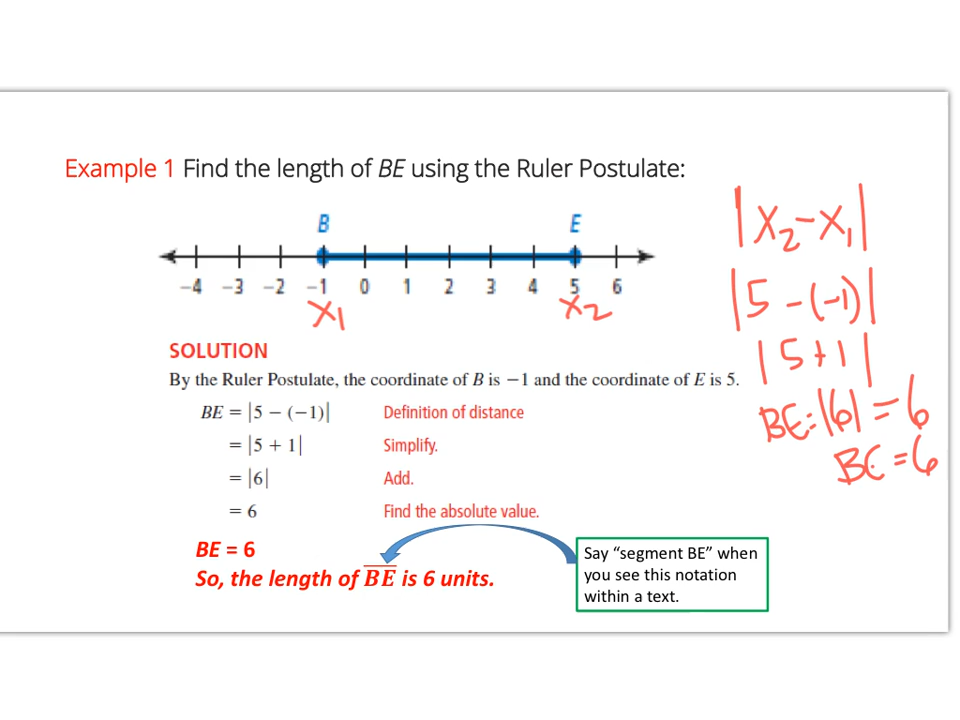 Example 1 Find the length of BE using the Ruler Postulate:
B E
-4 -3 -2 -1 0 1 2 3 4 5 6
x1 x2
SOLUTION
By the Ruler Postulate, the coordinate of B is −1 and the coordinate of E is 5.
BE = |5 − (−1)| Definition of distance
= |5 + 1| Simplify.
= |6| Add.
= 6 Find the absolute value.
BE = 6
So, the length of B̅E̅ is 6 units.
Say “segment BE” when
you see this notation
within a text.
|x2-x1|
|5-(-1)|
|5+1|
BE=|6|=6
BE=6